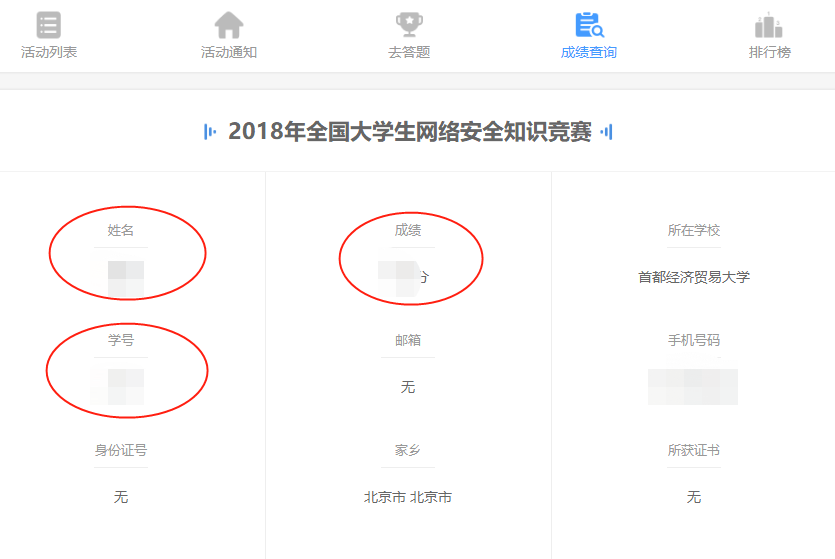 活动列表 活动通知 去答题 成绩查询 排行榜
2018年全国大学生网络安全知识竞赛
姓名 成绩 所在学校
分 首都经济贸易大学
学号 邮箱 手机号码
无
身份证号 家乡 所获证书
无 北京市 北京市 无